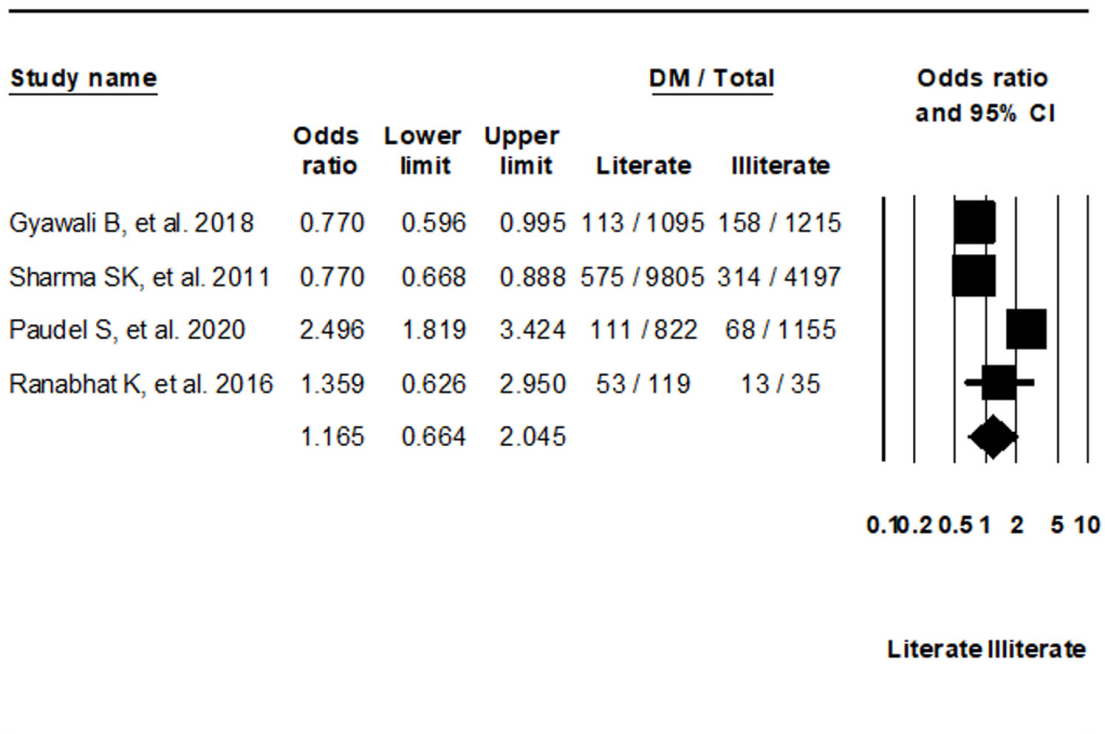 Study name DM / Total Odds ratio
and 95% CI
Odds Lower Upper
ratio limit limit Literate Illiterate
Gyawali B, et al. 2018 0.770 0.596 0.995 113 / 1095 158 / 1215
Sharma SK, et al. 2011 0.770 0.668 0.888 575 / 9805 314 / 4197
Paudel S, et al. 2020 2.496 1.819 3.424 111 / 822 68 / 1155
Ranabhat K, et al. 2016 1.359 0.626 2.950 53 / 119 13 / 35
1.165 0.664 2.045
0.1 0.2 0.5 1 2 5 10
Literate Illiterate